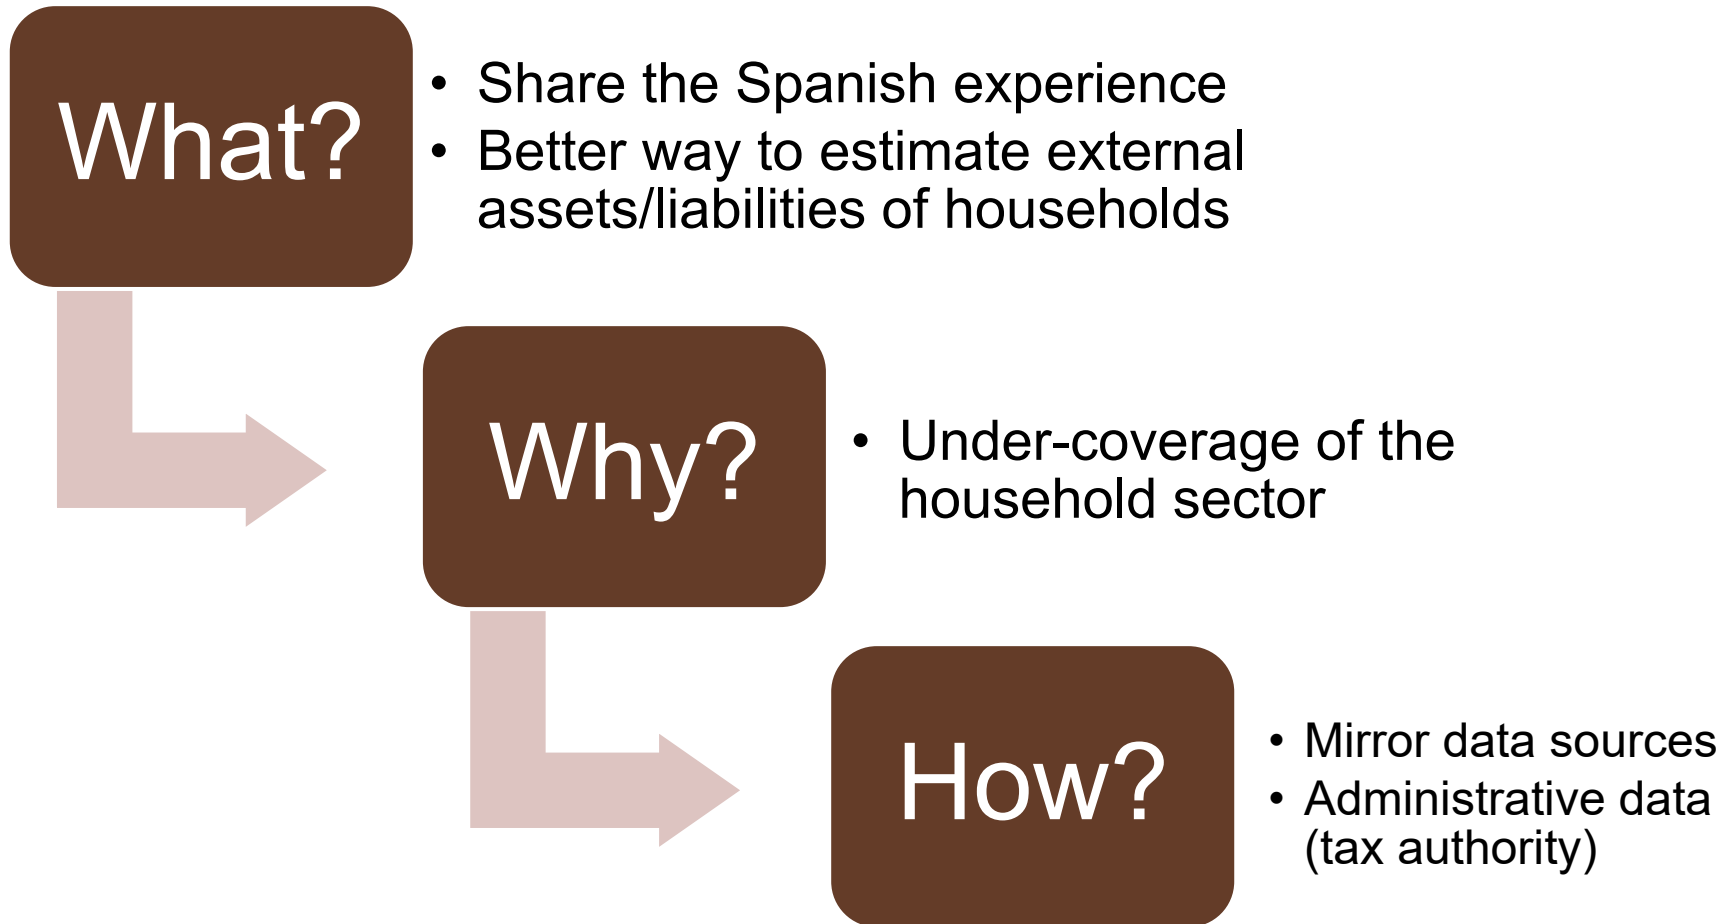 What?
• Share the Spanish experience
• Better way to estimate external
assets/liabilities of households
Why?
• Under-coverage of the
household sector
How?
• Mirror data sources
• Administrative data
(tax authority)